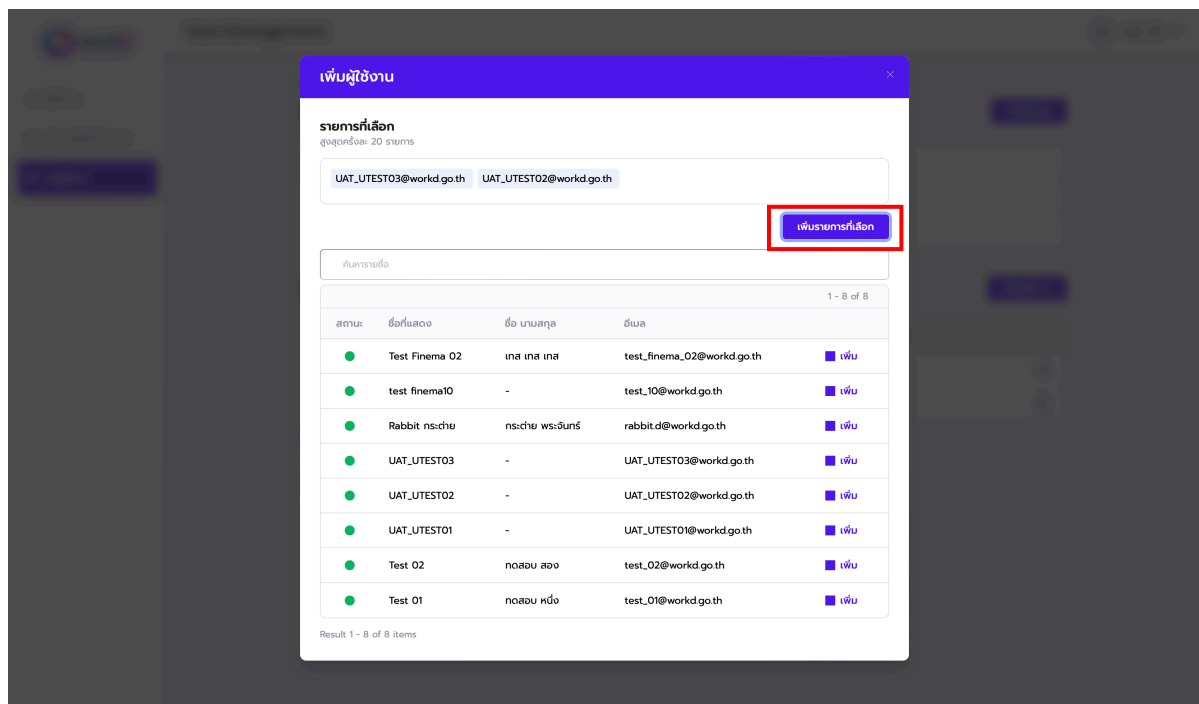 เพิ่มผู้ใช้งาน
รายการที่เลือก
สูงสุดครั้งละ 20 รายการ
UAT_UTEST03@workd.go.th UAT_UTEST02@workd.go.th
เพิ่มรายการที่เลือก
ค้นหารายชื่อ
1 - 8 of 8
สถานะ ชื่อที่แสดง ชื่อ นามสกุล อีเมล
Test Finema 02 เทส เทส เทส test_finema_02@workd.go.th เพิ่ม
test finema10 - test_10@workd.go.th เพิ่ม
Rabbit กระต่าย กระต่าย พระจันทร์ rabbit.d@workd.go.th เพิ่ม
UAT_UTEST03 - UAT_UTEST03@workd.go.th เพิ่ม
UAT_UTEST02 - UAT_UTEST02@workd.go.th เพิ่ม
UAT_UTEST01 - UAT_UTEST01@workd.go.th เพิ่ม
Test 02 ทดสอบ สอง test_02@workd.go.th เพิ่ม
Test 01 ทดสอบ หนึ่ง test_01@workd.go.th เพิ่ม
Result 1 - 8 of 8 items